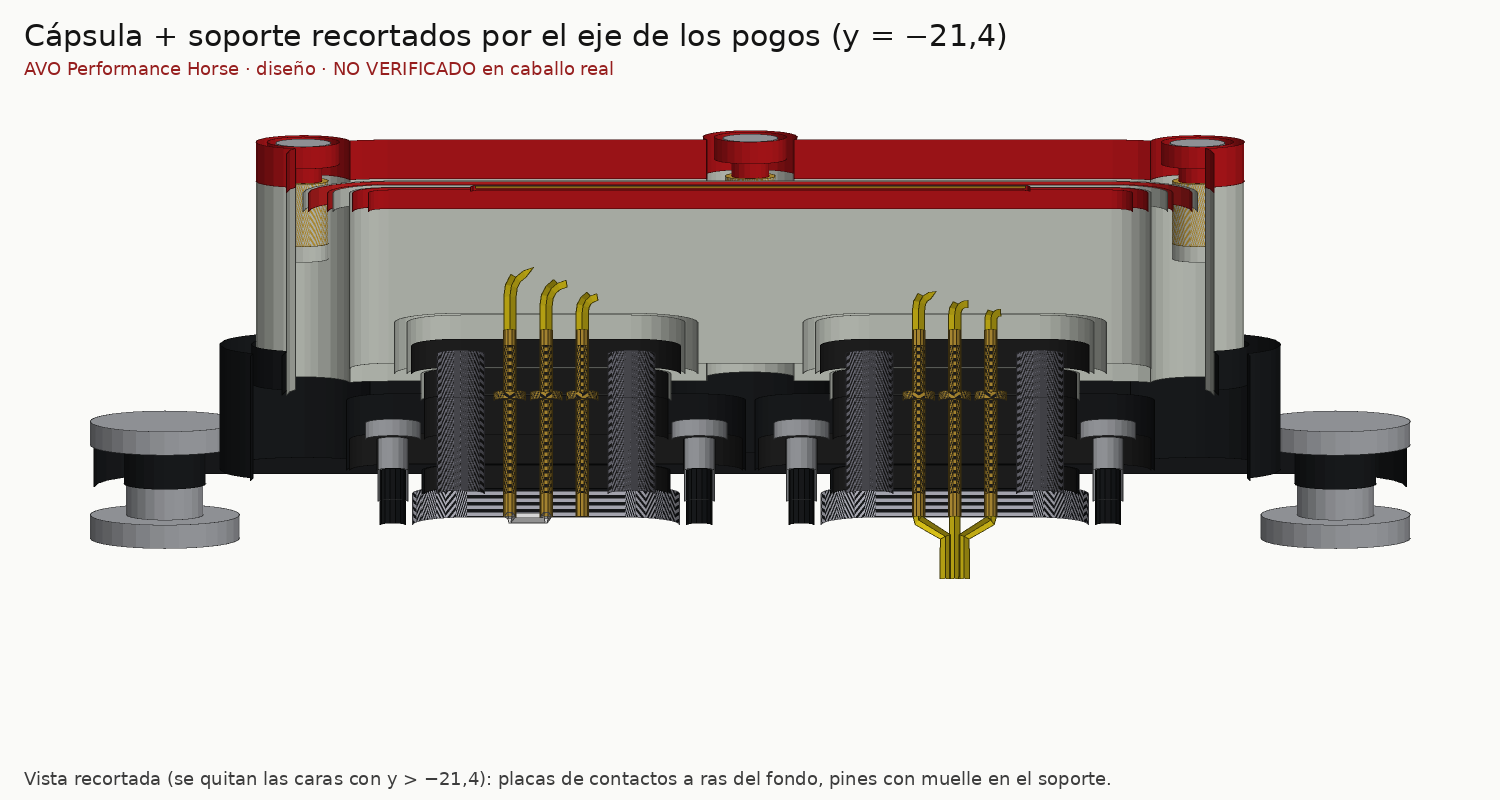 Cápsula + soporte recortados por el eje de los pogos (y = −21,4)
AVO Performance Horse · diseño · NO VERIFICADO en caballo real
Vista recortada (se quitan las caras con y > −21,4): placas de contactos a ras del fondo, pines con muelle en el soporte.